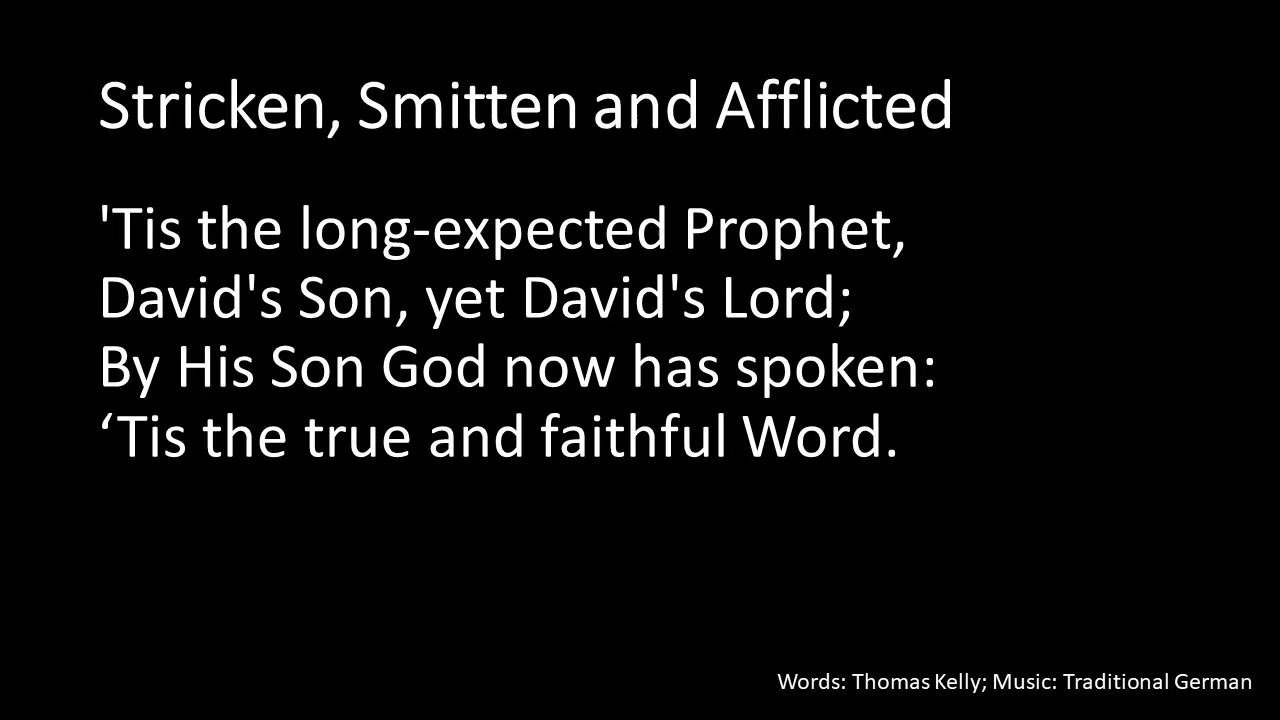 Stricken, Smitten and Afflicted
'Tis the long-expected Prophet,
David's Son, yet David's Lord;
By His Son God now has spoken:
‘Tis the true and faithful Word.
Words: Thomas Kelly; Music: Traditional German